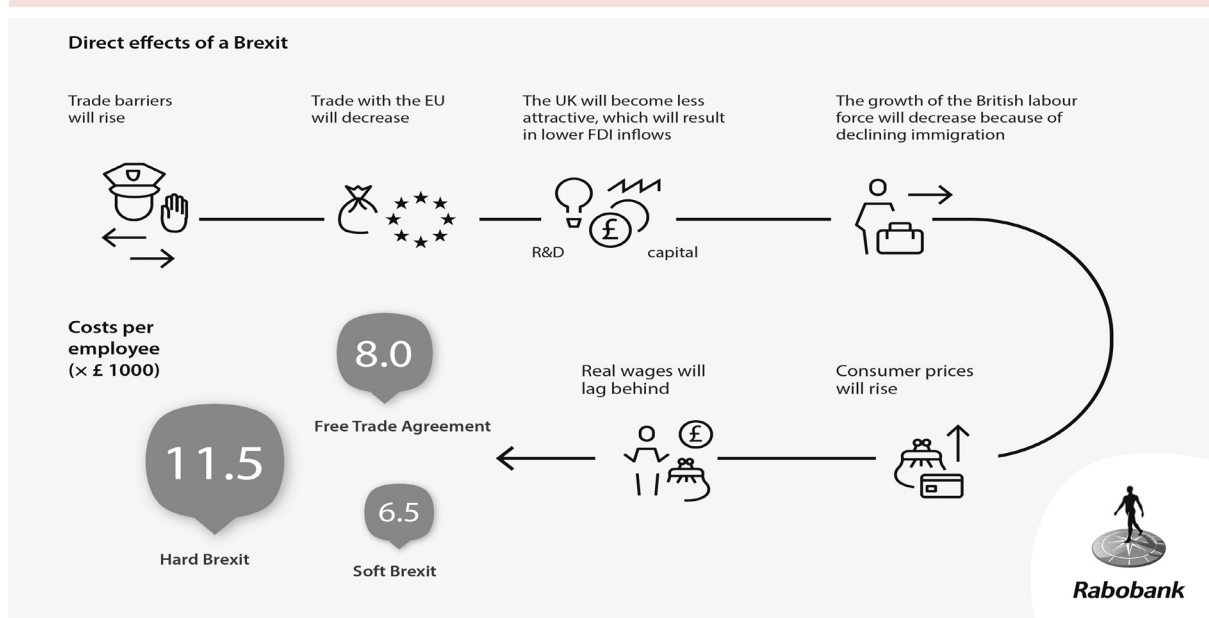 Direct effects of a Brexit
Trade barriers
will rise
Trade with the EU
will decrease
The UK will become less
attractive, which will result
in lower FDI inflows
The growth of the British labour
force will decrease because of
declining immigration
£
R&D
capital
Costs per
employee
(× £ 1000)
8.0
Free Trade Agreement
11.5
Hard Brexit
6.5
Soft Brexit
Real wages will
lag behind
£
Consumer prices
will rise
Rabobank